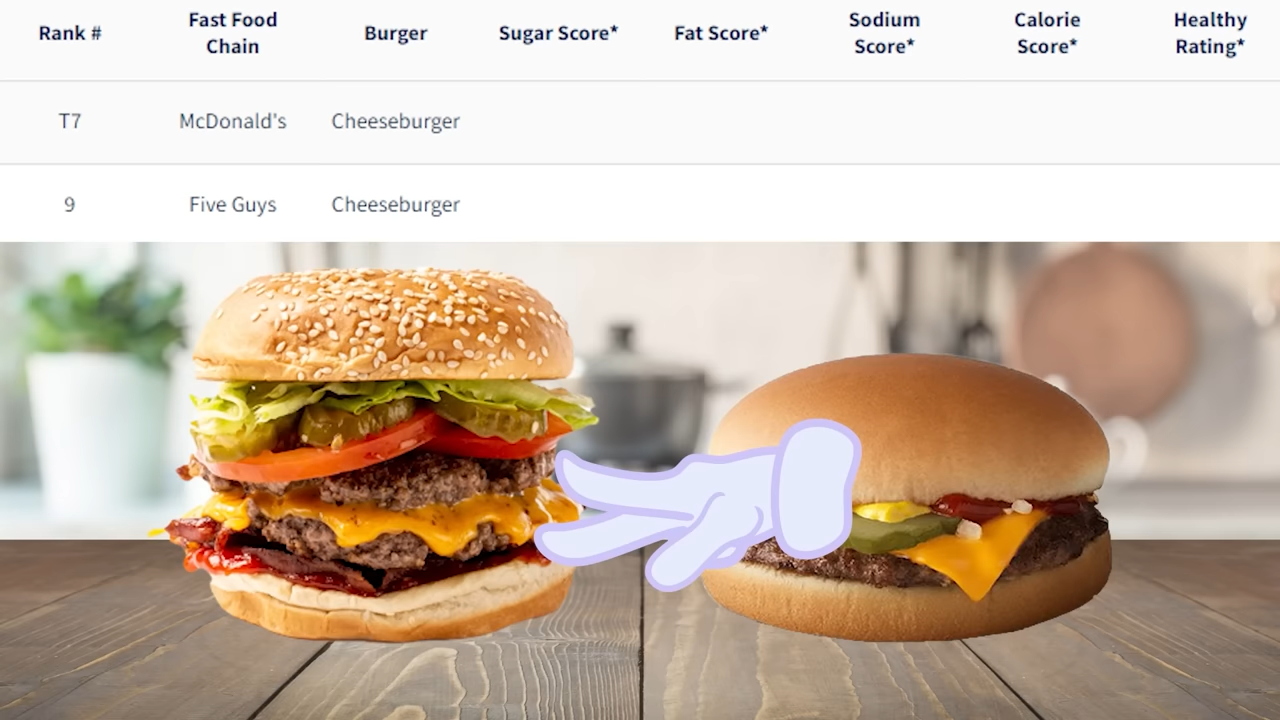 Rank # Fast Food Chain Burger Sugar Score* Fat Score* Sodium Score* Calorie Score* Healthy Rating*
T7 McDonald's Cheeseburger
9 Five Guys Cheeseburger